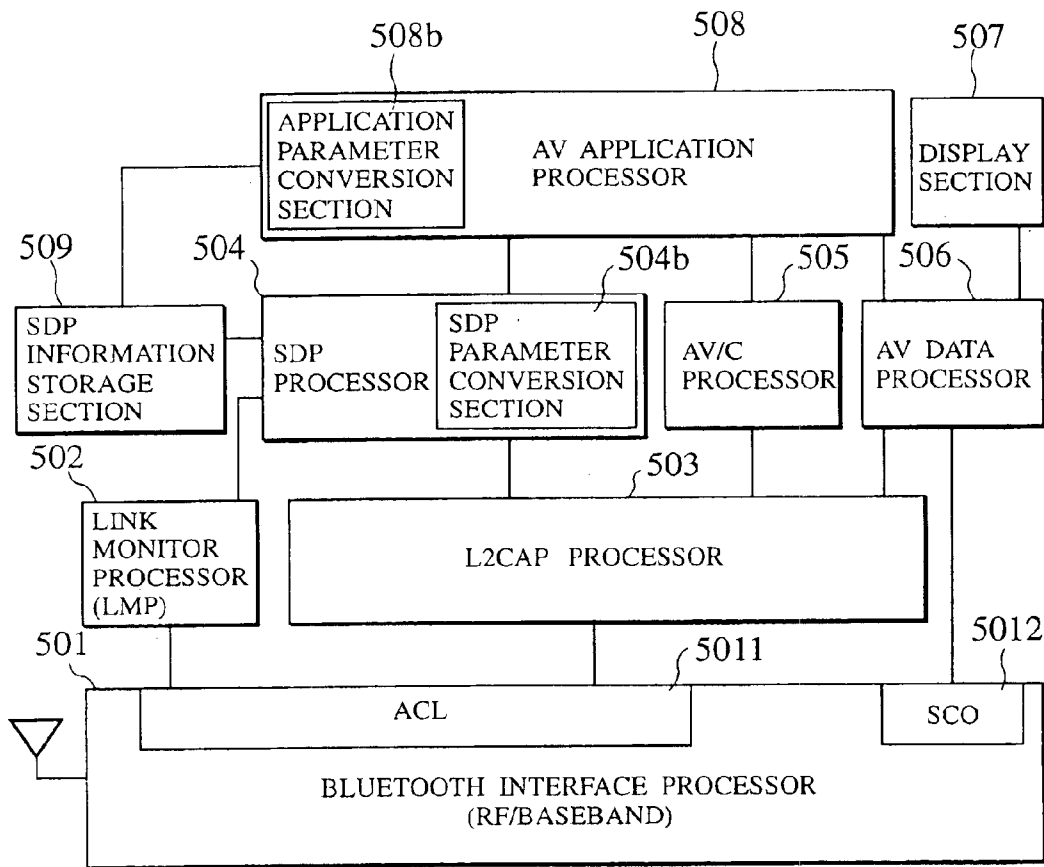 508b
508
507
APPLICATION
PARAMETER
CONVERSION
SECTION
AV APPLICATION
PROCESSOR
DISPLAY
SECTION
509
504
504b
505
506
SDP
INFORMATION
STORAGE
SECTION
SDP
PROCESSOR
SDP
PARAMETER
CONVERSION
SECTION
AV/C
PROCESSOR
AV DATA
PROCESSOR
502
503
LINK
MONITOR
PROCESSOR
(LMP)
L2CAP PROCESSOR
501
5011
5012
ACL
SCO
BLUETOOTH INTERFACE PROCESSOR
(RF/BASEBAND)